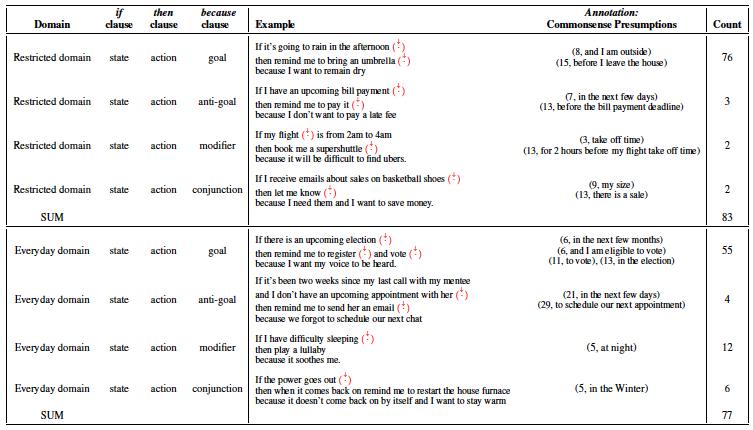 Domain if clause then clause because clause Example Annotation: Commonsense Presumptions Count
Restricted domain state action goal If it's going to rain in the afternoon (∸) (8, and I am outside) 76
then remind me to bring an umbrella (∸) (15, before I leave the house)
because I want to remain dry
Restricted domain state action anti-goal If I have an upcoming bill payment (∸) (7, in the next few days) 3
then remind me to pay it (∸) (13, before the bill payment deadline)
because I don't want to pay a late fee
Restricted domain state action modifier If my flight (∸) is from 2am to 4am (3, take off time) 2
then book me a supershuttle (∸) (13, for 2 hours before my flight take off time)
because it will be difficult to find ubers.
Restricted domain state action conjunction If I receive emails about sales on basketball shoes (∸) (9, my size) 2
then let me know (∸) (13, there is a sale)
because I need them and I want to save money.
SUM 83
Everyday domain state action goal If there is an upcoming election (∸) (6, in the next few months) 55
then remind me to register (∸) and vote (∸) (6, and I am eligible to vote)
because I want my voice to be heard. (11, to vote), (13, in the election)
If it's been two weeks since my last call with my mentee
Everyday domain state action anti-goal and I don't have an upcoming appointment with her (∸) (21, in the next few days) 4
then remind me to send her an email (∸) (29, to schedule our next appointment)
because we forgot to schedule our next chat
Everyday domain state action modifier If I have difficulty sleeping (∸) (5, at night) 12
then play a lullaby
because it soothes me.
Everyday domain state action conjunction If the power goes out (∸) (5, in the Winter) 6
then when it comes back on remind me to restart the house furnace
because it doesn't come back on by itself and I want to stay warm
SUM 77